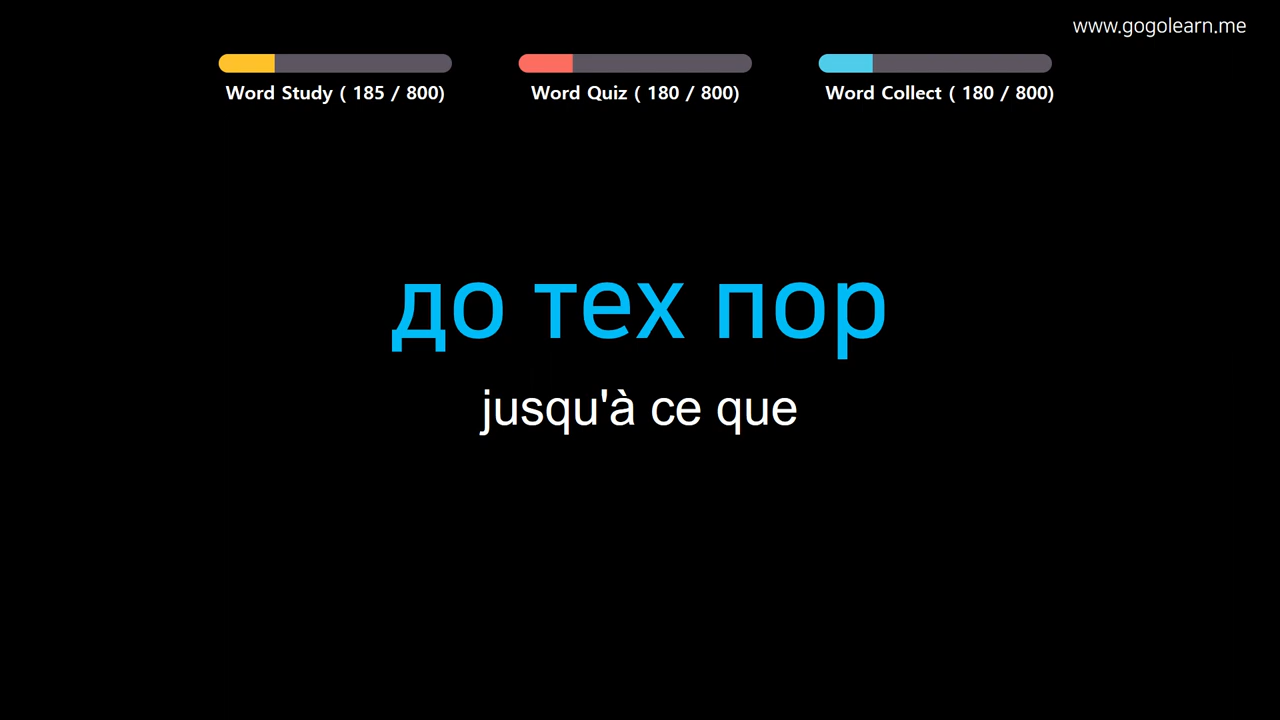 www.gogolearn.me
Word Study ( 185 / 800)
Word Quiz ( 180 / 800)
Word Collect ( 180 / 800)
до тех пор
jusqu'à ce que